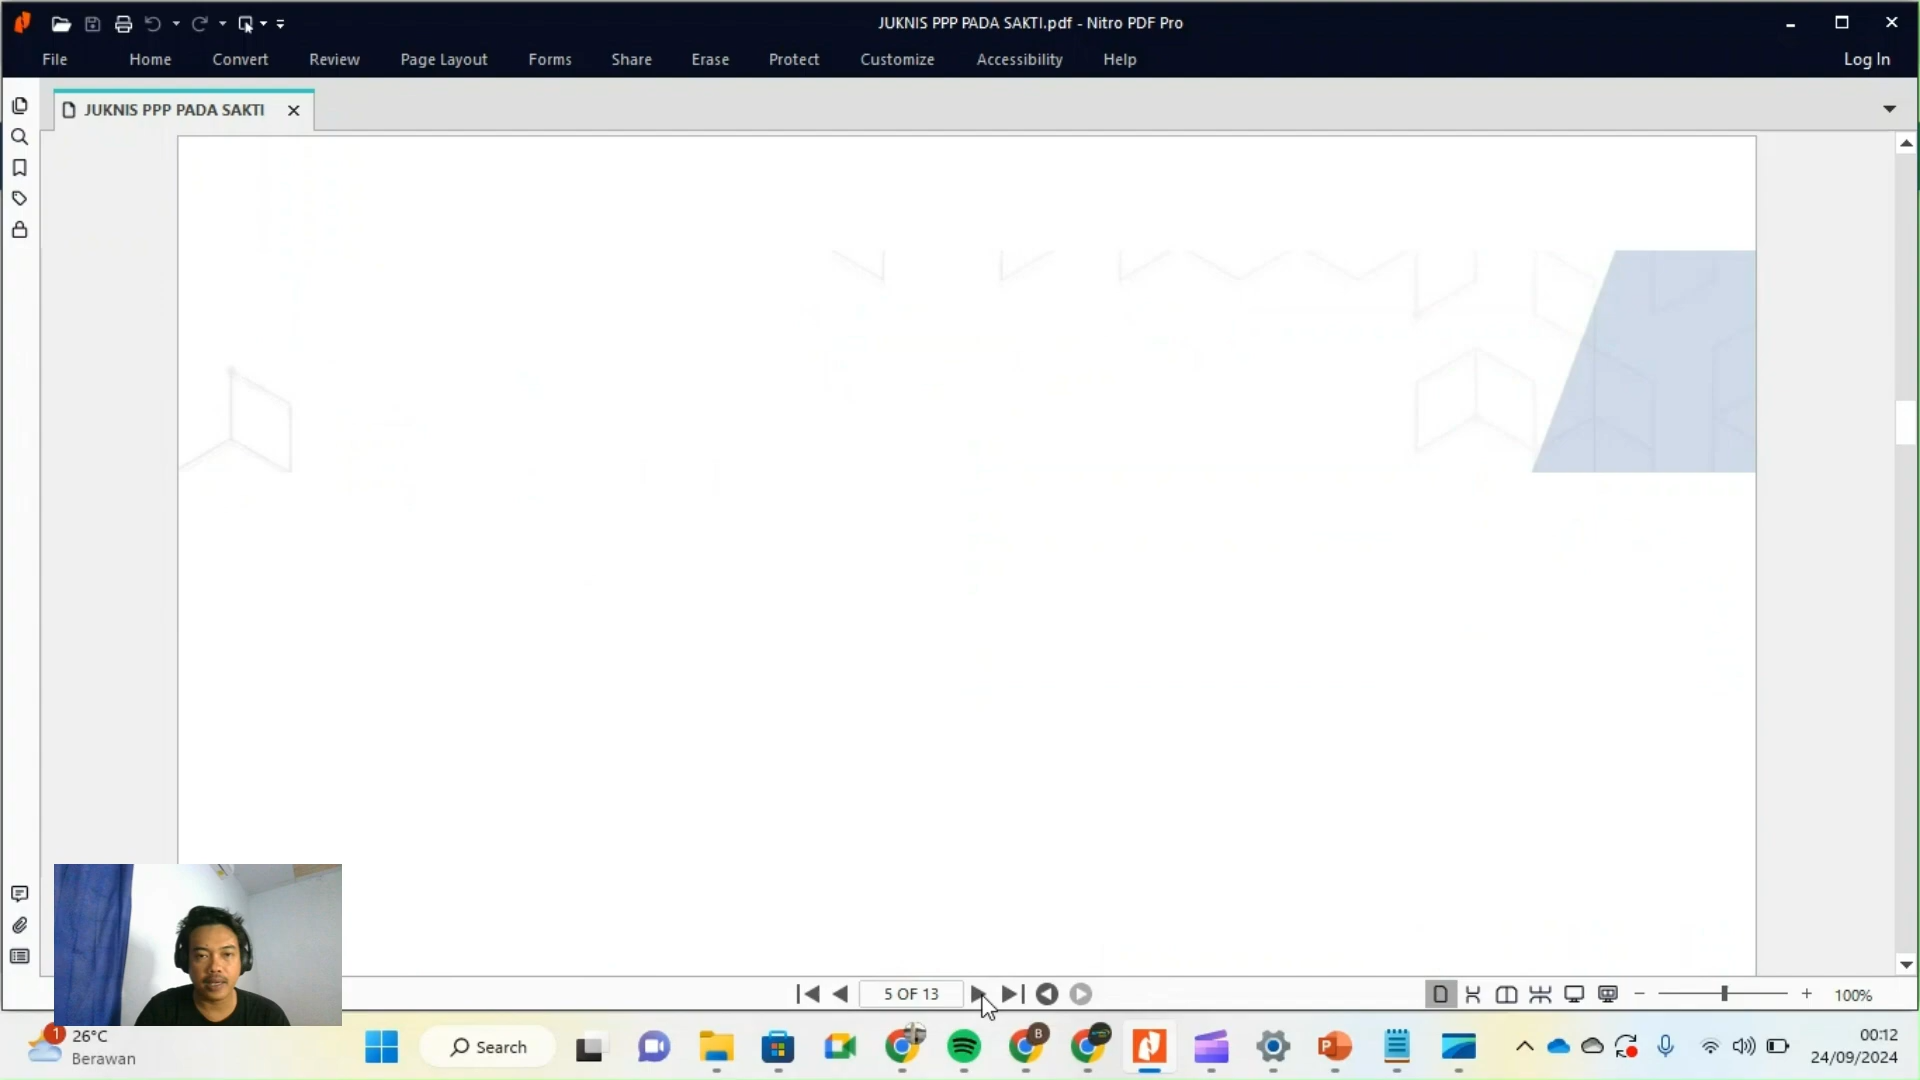 JUKNIS PPP PADA SAKTI.pdf - Nitro PDF Pro
File Home Convert Review Page Layout Forms Share Erase Protect Customize Accessibility Help Log In
JUKNIS PPP PADA SAKTI
5 OF 13
100%
1
26°C
Berawan
Search
B
00:12
24/09/2024